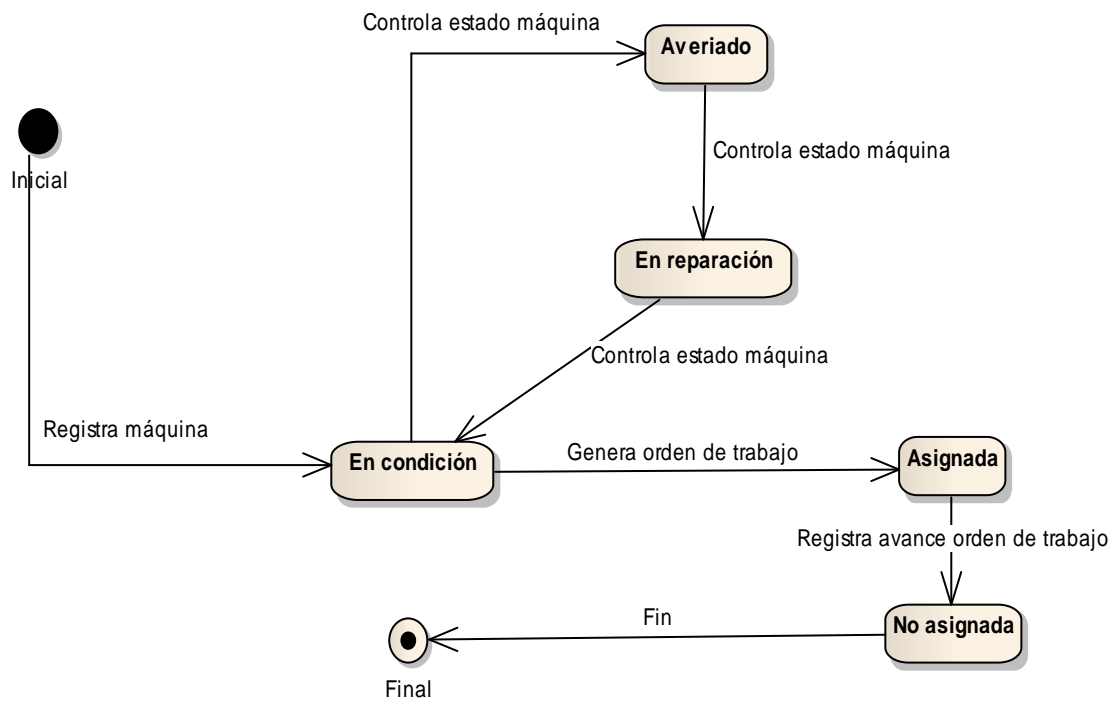 Controla estado máquina
Averiado
Inicial
Controla estado máquina
En reparación
Controla estado máquina
Registra máquina
En condición
Genera orden de trabajo
Asignada
Registra avance orden de trabajo
Fin
No asignada
Final